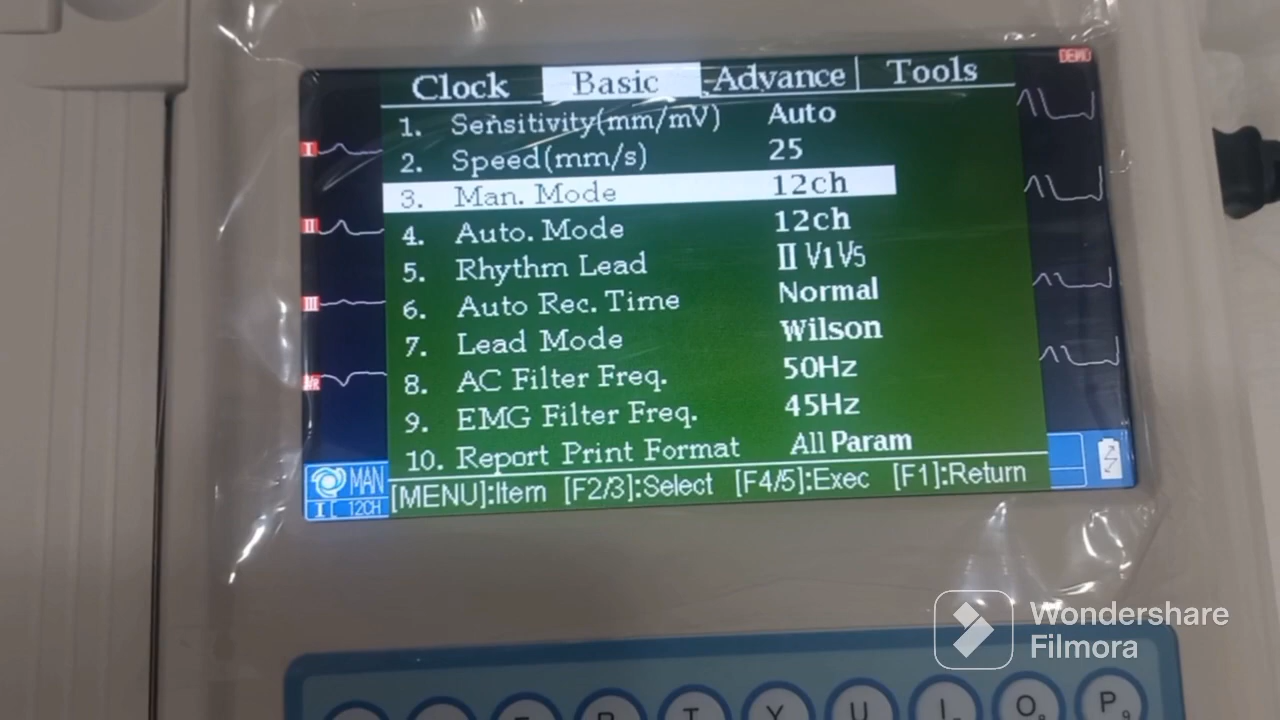 DEMO
Clock Basic Advance Tools
1. Sensitivity(mm/mV) Auto
2. Speed(mm/s) 25
3. Man. Mode 12ch
4. Auto. Mode 12ch
5. Rhythm Lead II V1 V5
6. Auto Rec. Time Normal
7. Lead Mode Wilson
8. AC Filter Freq. 50Hz
9. EMG Filter Freq. 45Hz
10. Report Print Format All Param
[MENU]:Item [F2/3]:Select [F4/5]:Exec [F1]:Return
I
II
III
MAN
12CH
Wondershare
Filmora
T Y U I O P
9